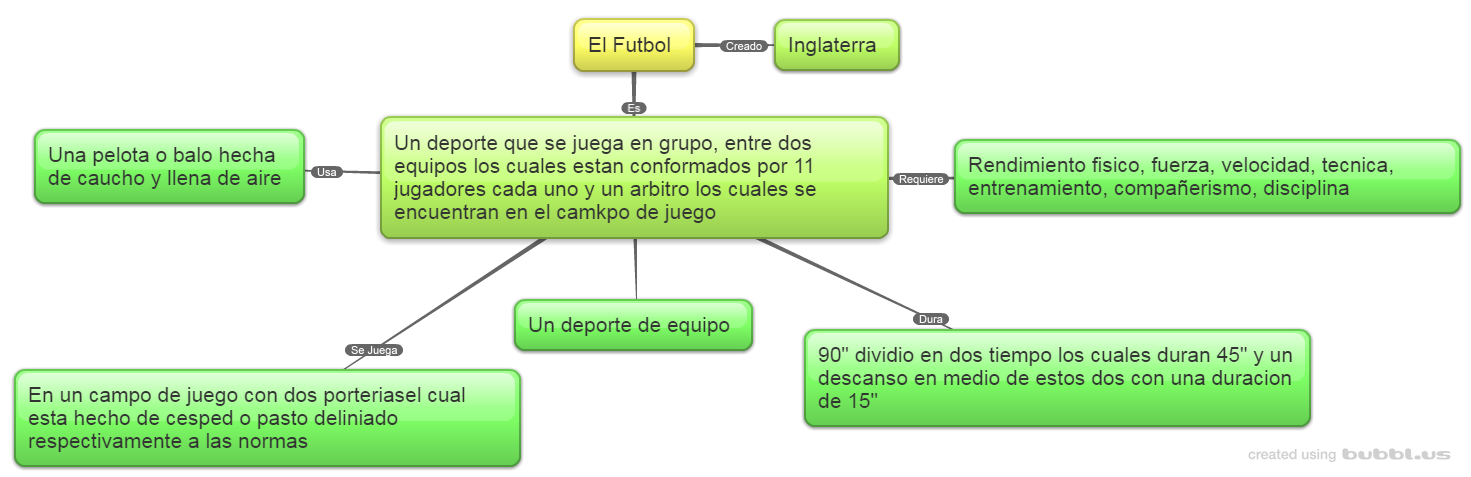 El Futbol
Creado
Inglaterra
Es
Un deporte que se juega en grupo, entre dos
equipos los cuales estan conformados por 11
jugadores cada uno y un arbitro los cuales se
encuentran en el camkpo de juego
Usa
Una pelota o balo hecha
de caucho y llena de aire
Requiere
Rendimiento fisico, fuerza, velocidad, tecnica,
entrenamiento, compañerismo, disciplina
Se Juega
En un campo de juego con dos porteriasel cual
esta hecho de cesped o pasto deliniado
respectivamente a las normas
Un deporte de equipo
Dura
90" dividio en dos tiempo los cuales duran 45" y un
descanso en medio de estos dos con una duracion
de 15"
created using bubbl.us